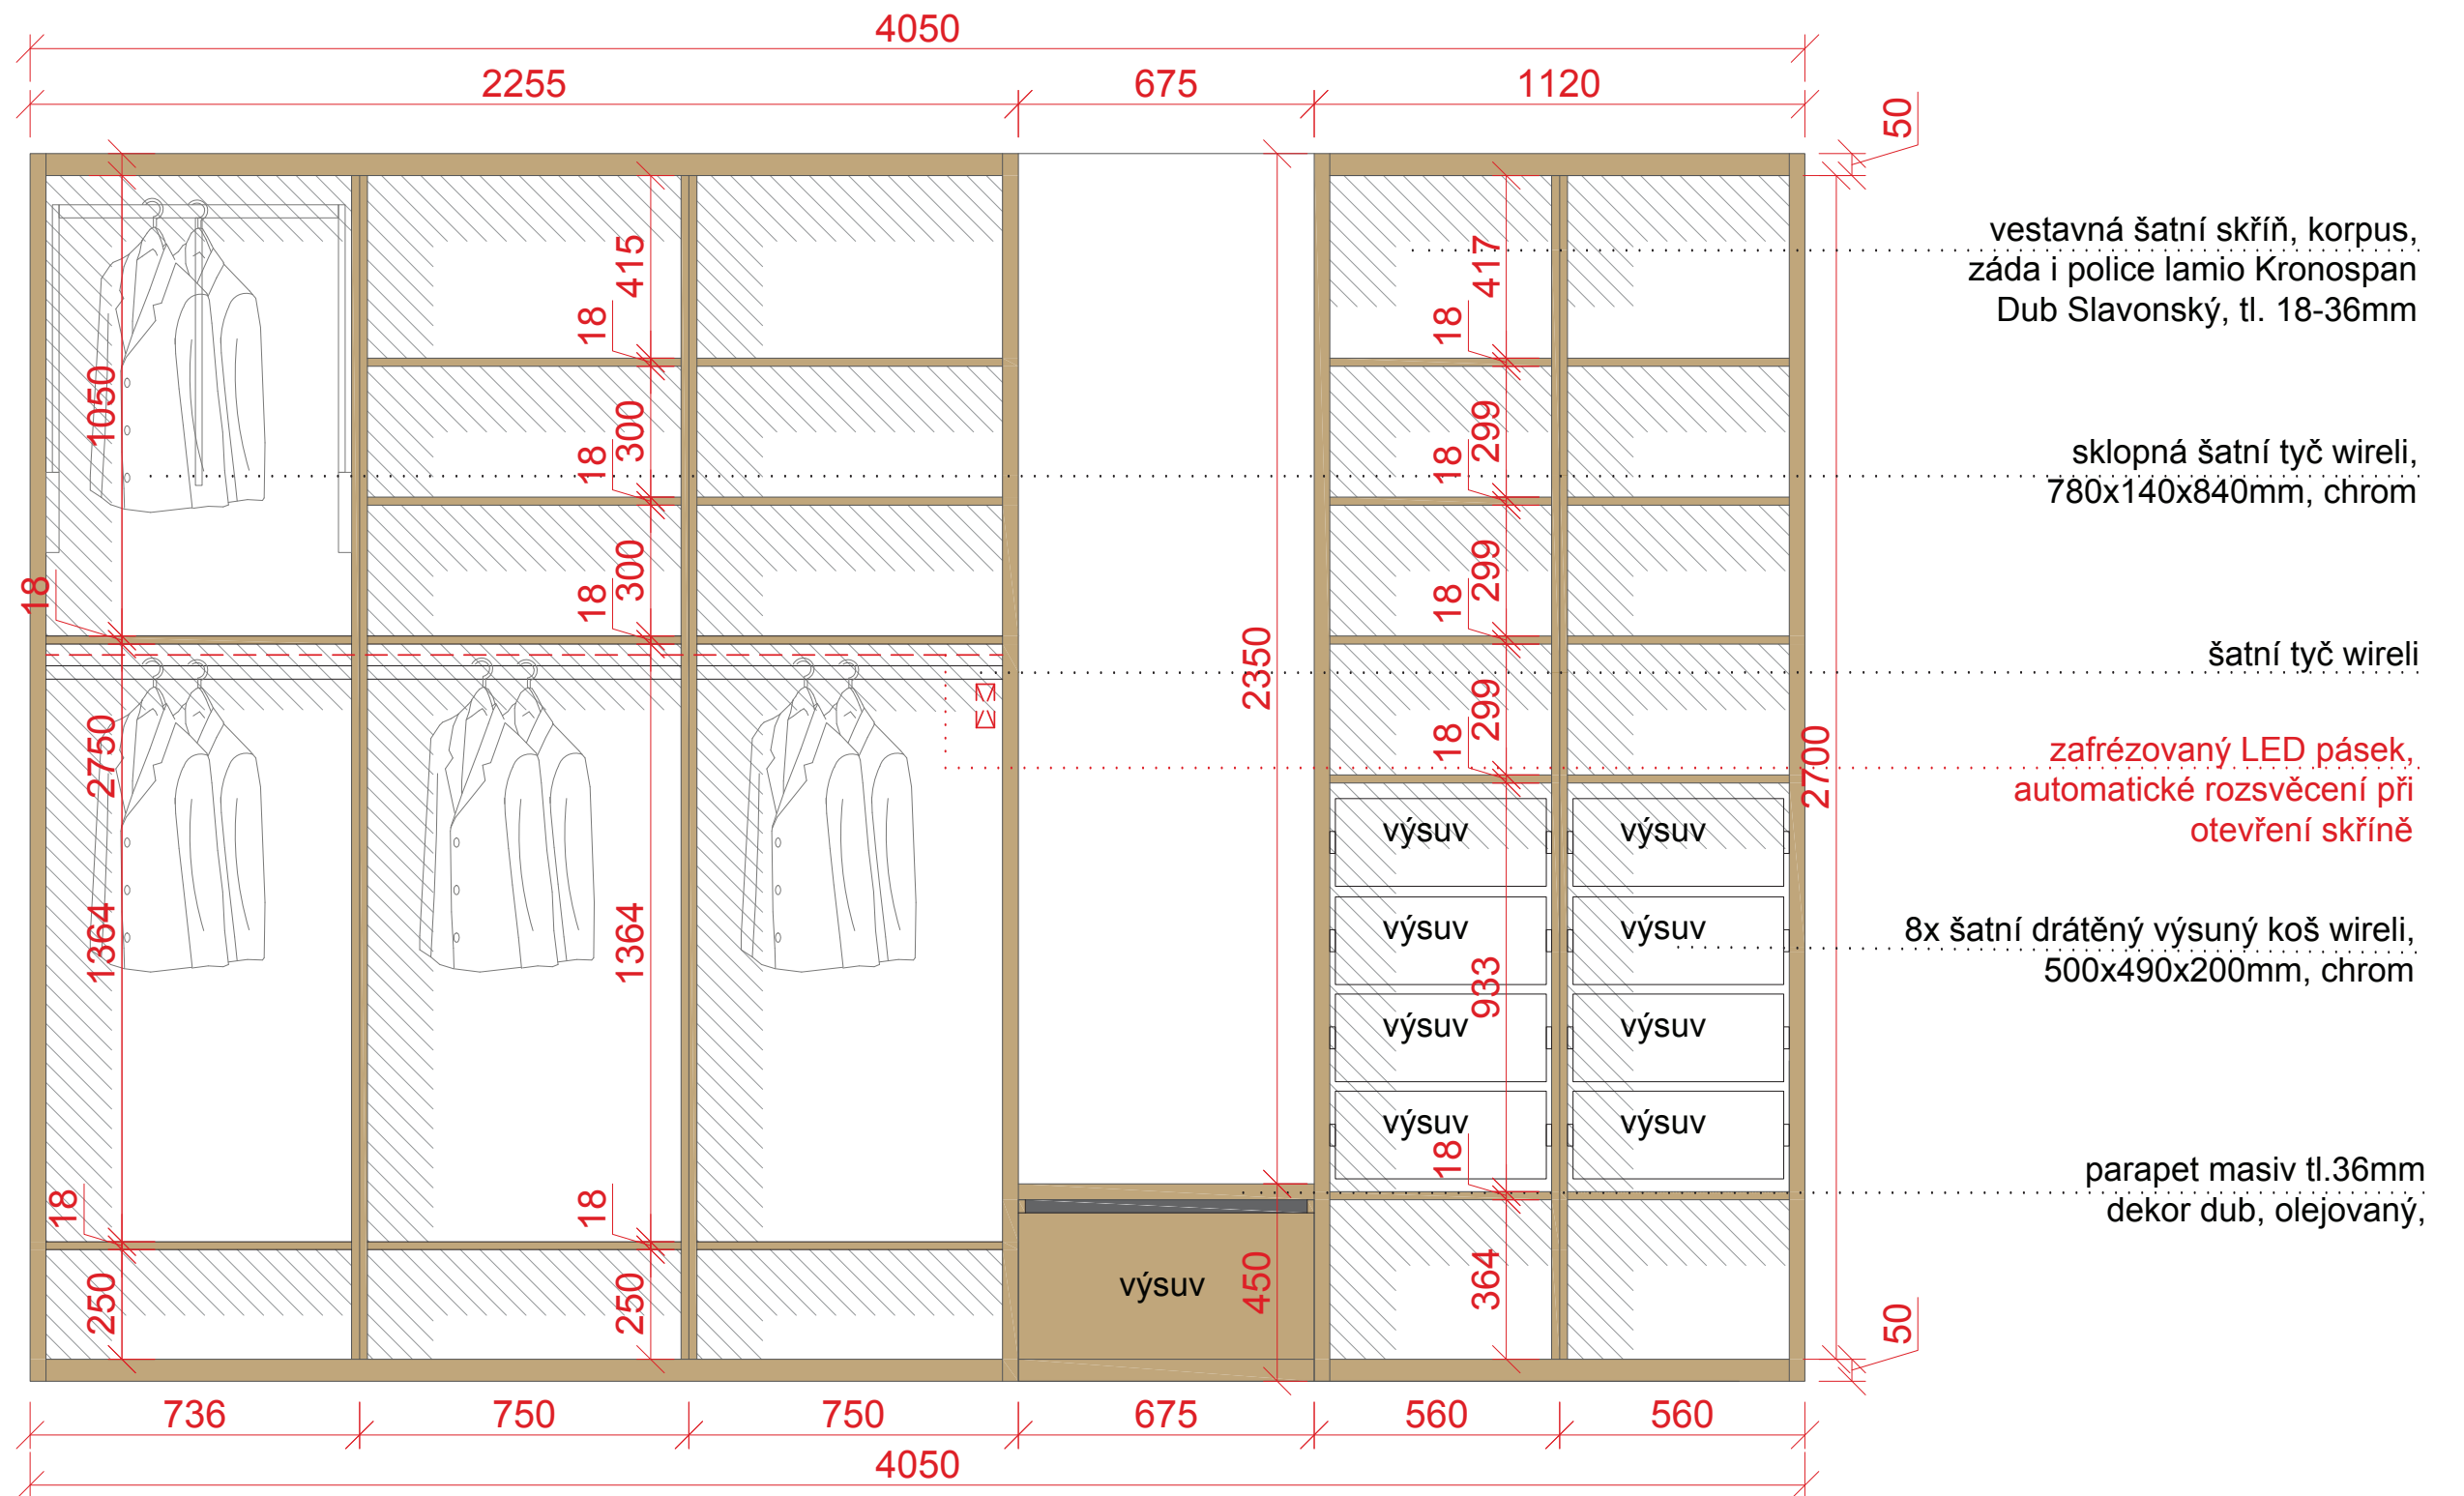 4050
2255
675
1120
50
vestavná šatní skříň, korpus,
záda i police lamio Kronospan
Dub Slavonský, tl. 18-36mm
415
417
18
18
1050
300
299
18
18
sklopná šatní tyč wireli,
780x140x840mm, chrom
18
300
18
299
18
šatní tyč wireli
2350
2750
299
18
2700
zafrézovaný LED pásek,
automatické rozsvěcení při
otevření skříně
výsuv
výsuv
1364
1364
výsuv
výsuv
8x šatní drátěný výsuný koš wireli,
500x490x200mm, chrom
933
výsuv
výsuv
výsuv
výsuv
18
parapet masiv tl.36mm
dekor dub, olejovaný,
18
18
250
250
výsuv
450
364
50
736
750
750
675
560
560
4050